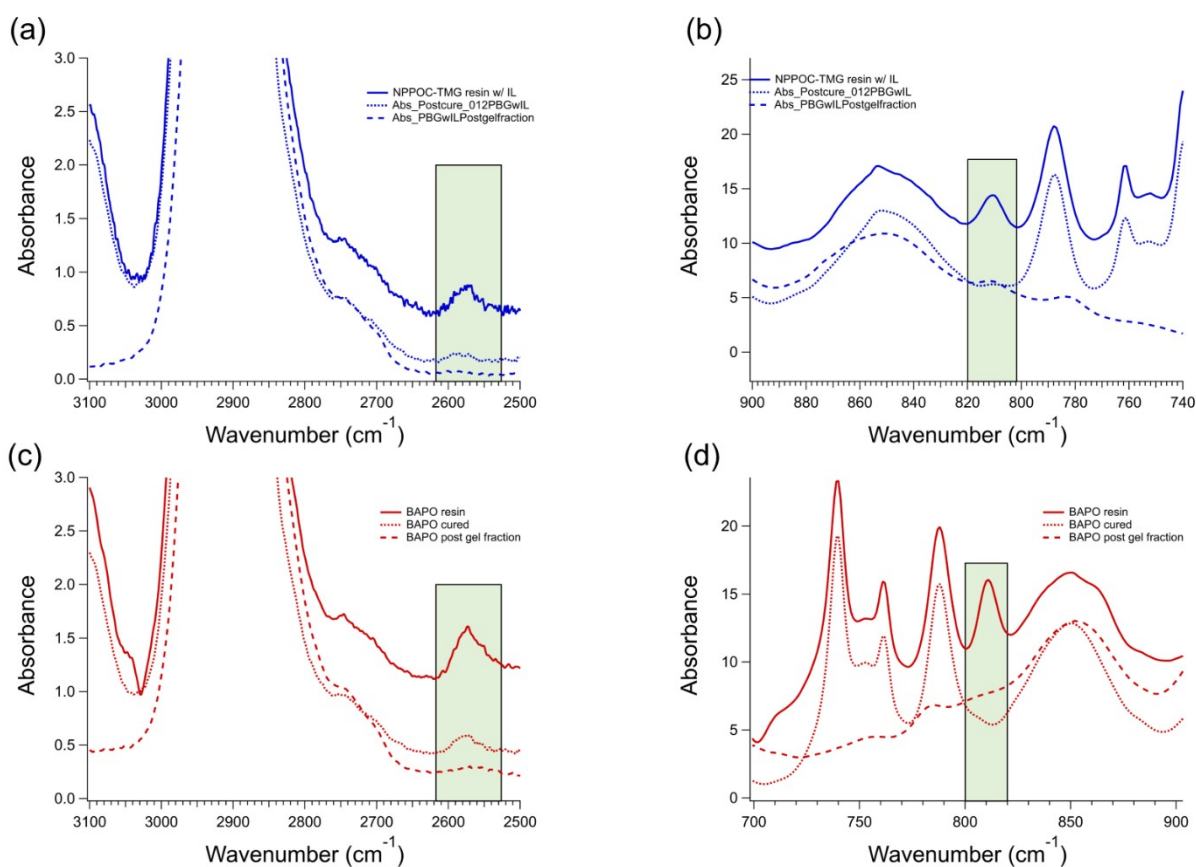 (a)
3.0
2.5
2.0
1.5
1.0
0.5
0.0
Absorbance
NPPOC-TMG resin w/ IL
Abs_Postcure_012PBGwIL
Abs_PBGwILPostgelfraction
3100 3000 2900 2800 2700 2600 2500
Wavenumber (cm-1)
(b)
25
20
15
10
5
0
Absorbance
NPPOC-TMG resin w/ IL
Abs_Postcure_012PBGwIL
Abs_PBGwILPostgelfraction
900 880 860 840 820 800 780 760 740
Wavenumber (cm-1)
(c)
3.0
2.5
2.0
1.5
1.0
0.5
0.0
Absorbance
BAPO resin
BAPO cured
BAPO post gel fraction
3100 3000 2900 2800 2700 2600 2500
Wavenumber (cm-1)
(d)
20
15
10
5
0
Absorbance
BAPO resin
BAPO cured
BAPO post gel fraction
700 750 800 850 900
Wavenumber (cm-1)